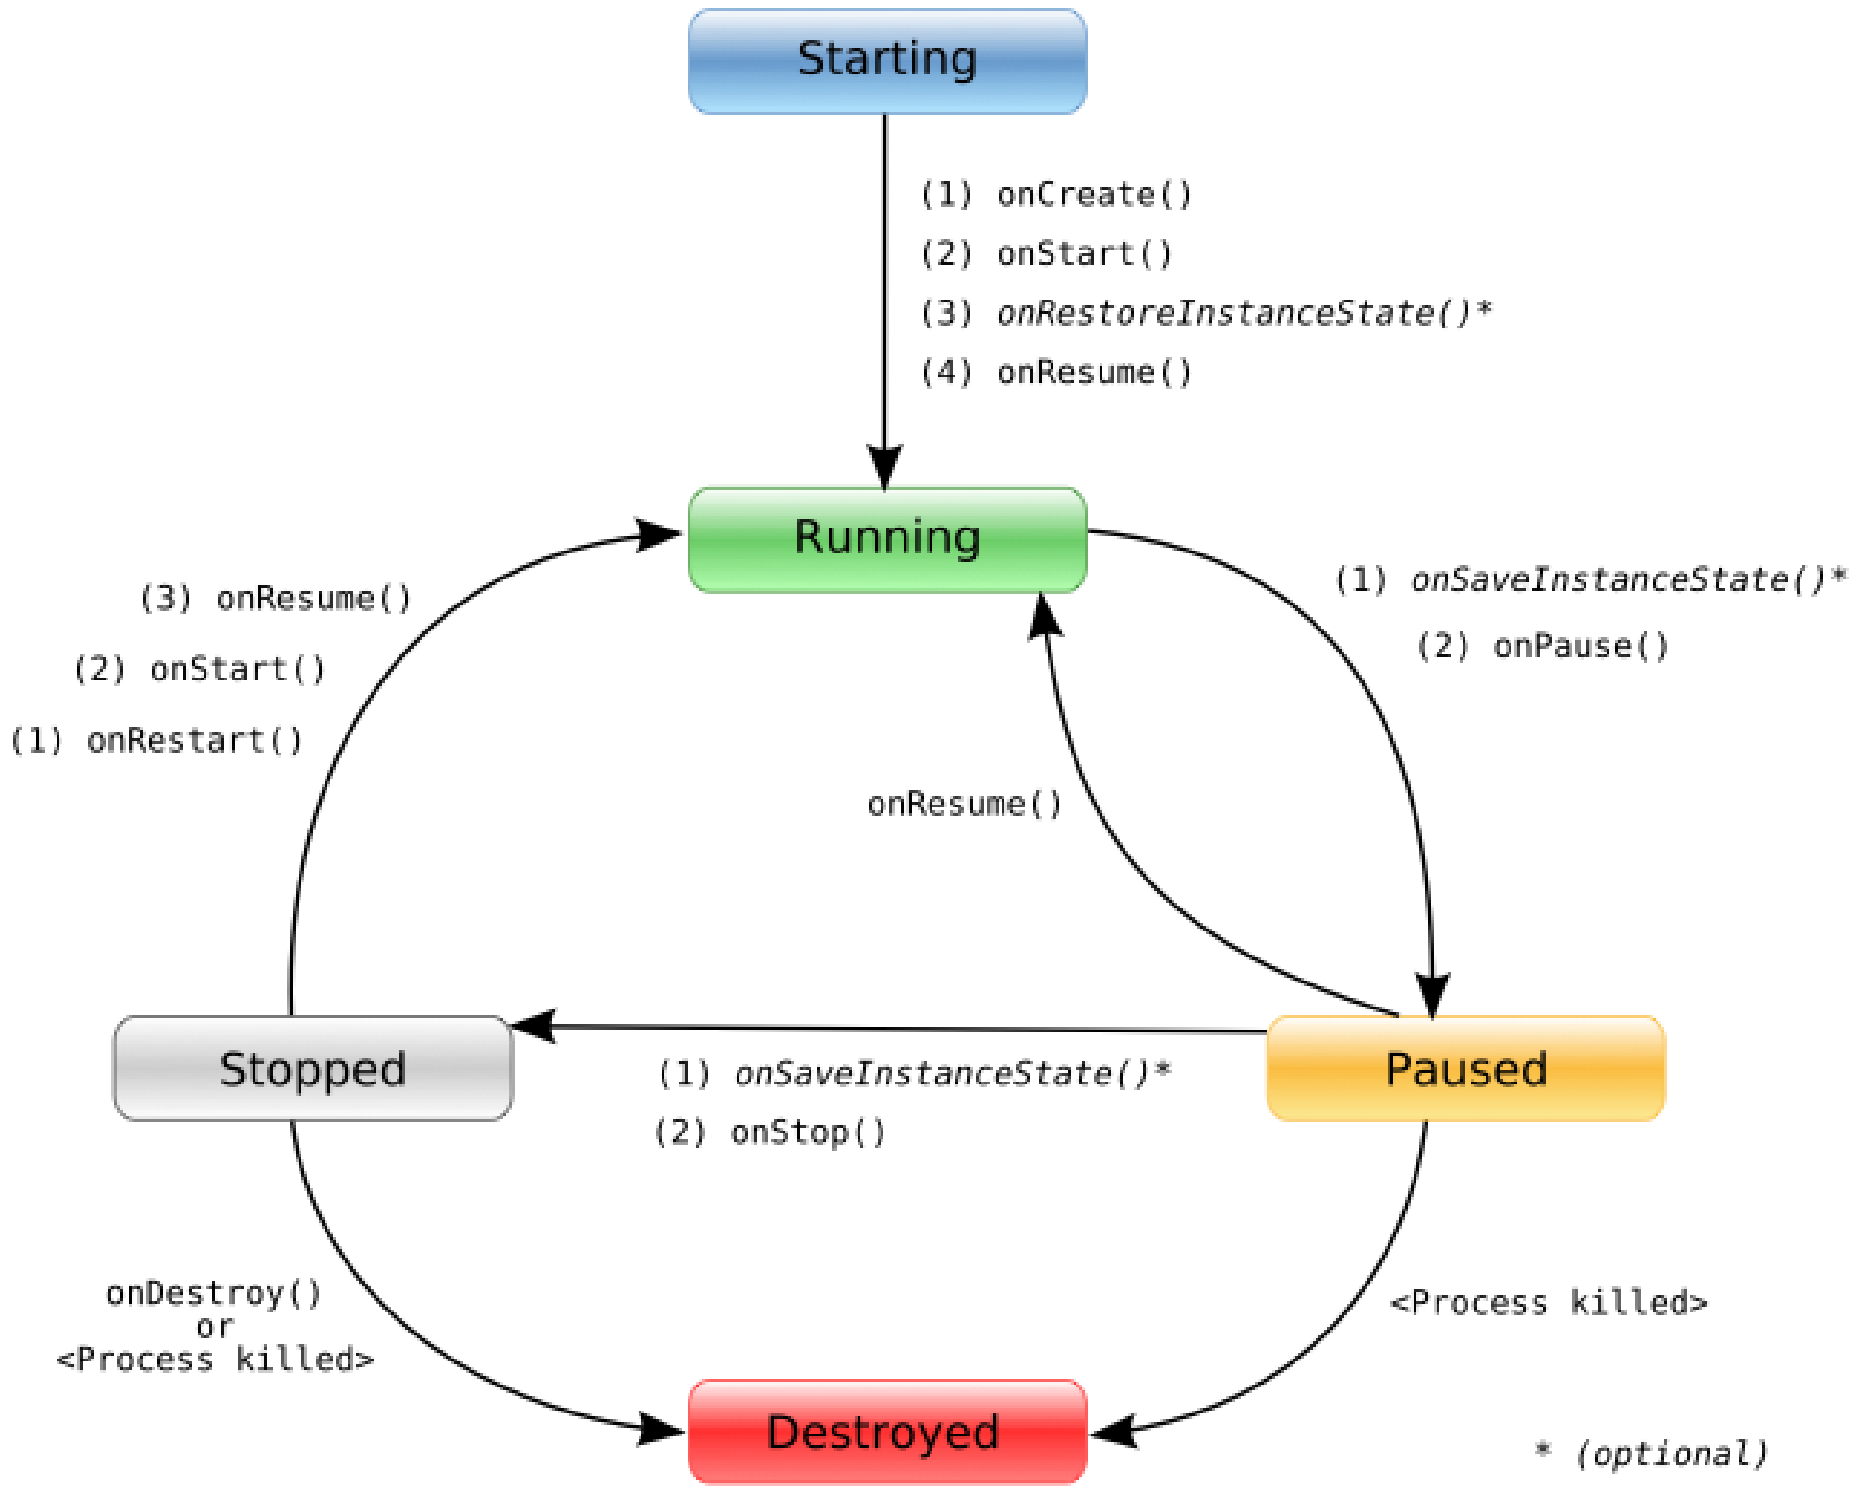 Starting
(1) onCreate()
(2) onStart()
(3) onRestoreInstanceState()*
(4) onResume()
Running
(3) onResume()
(2) onStart()
(1) onRestart()
(1) onSaveInstanceState()*
(2) onPause()
onResume()
Stopped
(1) onSaveInstanceState()*
(2) onStop()
Paused
onDestroy()
or
<Process killed>
<Process killed>
Destroyed
* (optional)